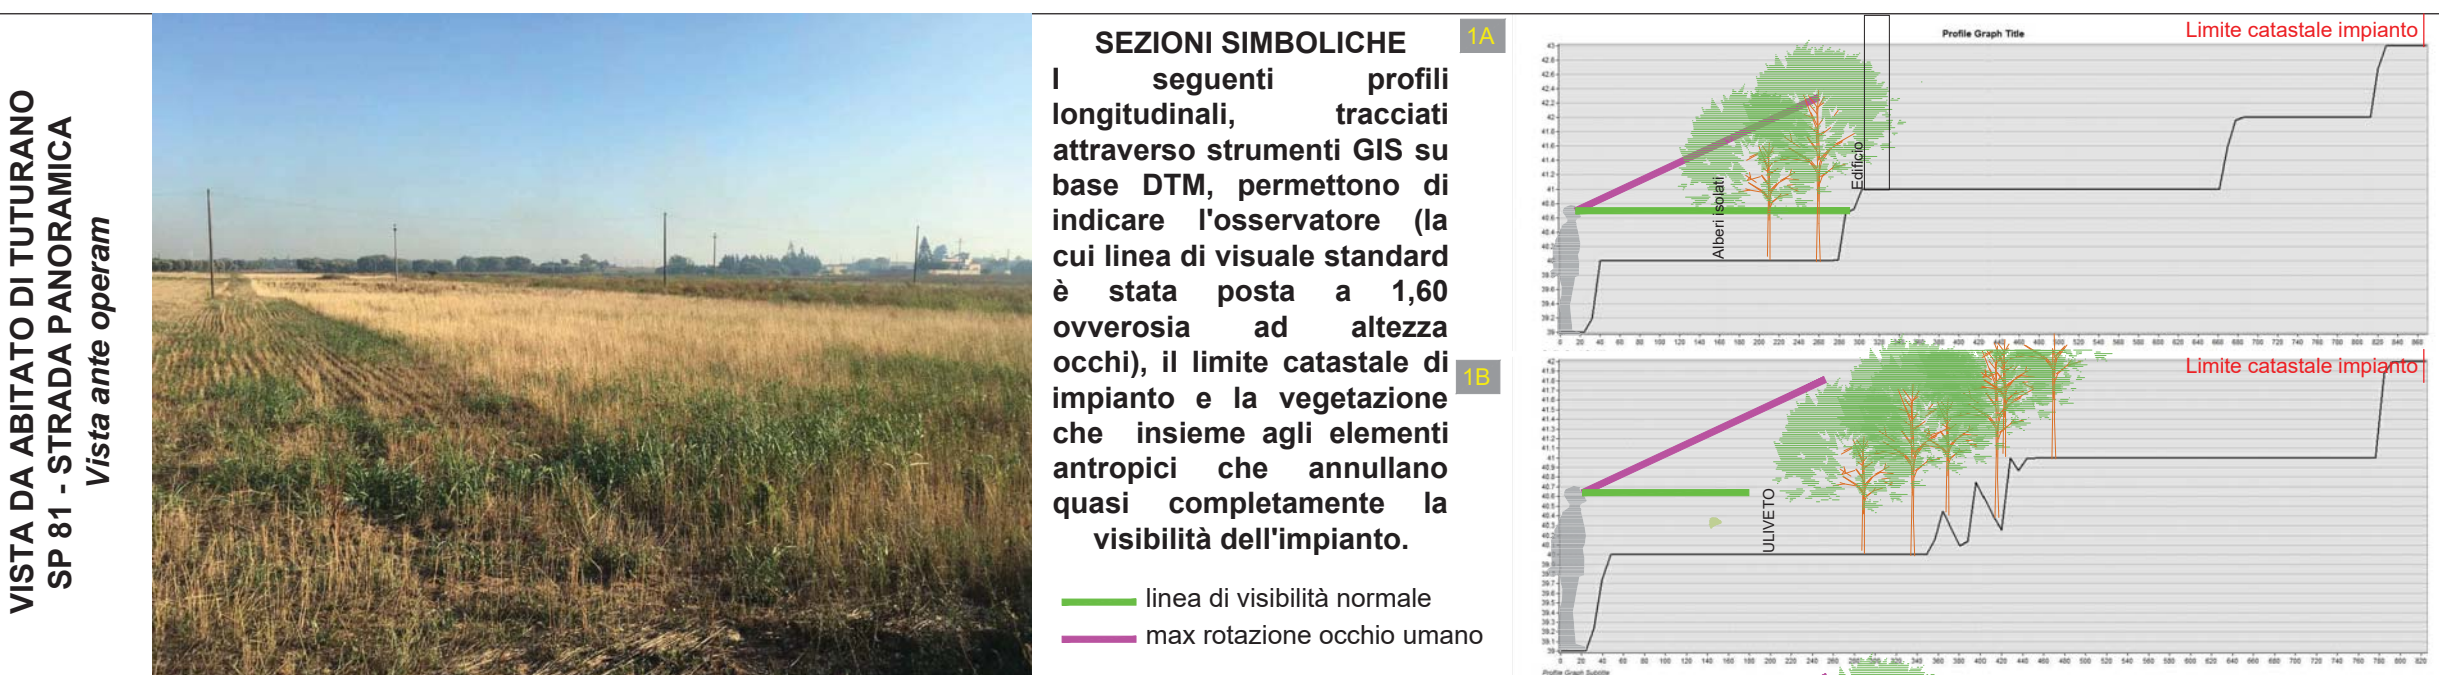 VISTA DA ABITATO DI TUTURANO
SP 81 - STRADA PANORAMICA
Vista ante operam
SEZIONI SIMBOLICHE
I seguenti profili
longitudinali, tracciati
attraverso strumenti GIS su
base DTM, permettono di
indicare l'osservatore (la
cui linea di visuale standard
è stata posta a 1,60
ovverosia ad altezza
occhi), il limite catastale di
impianto e la vegetazione
che insieme agli elementi
antropici che annullano
quasi completamente la
visibilità dell'impianto.
linea di visibilità normale
max rotazione occhio umano
1A
Profile Graph Title
Limite catastale impianto
Alberi isolati
Edificio
1B
Limite catastale impianto
ULIVETO
Profile Graph Subtitle